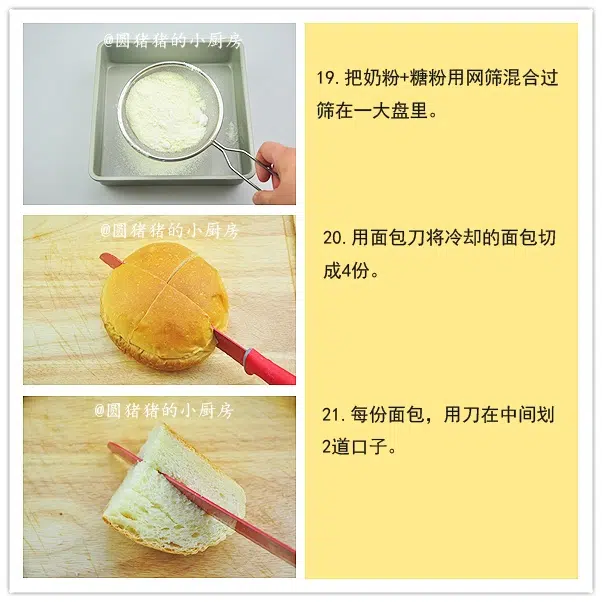 @圆猪猪的小厨房
19.把奶粉+糖粉用网筛混合过
筛在一大盘里。
@圆猪猪的小厨房
20.用面包刀将冷却的面包切
成4份。
@圆猪猪的小厨房
21.每份面包，用刀在中间划
2道口子。